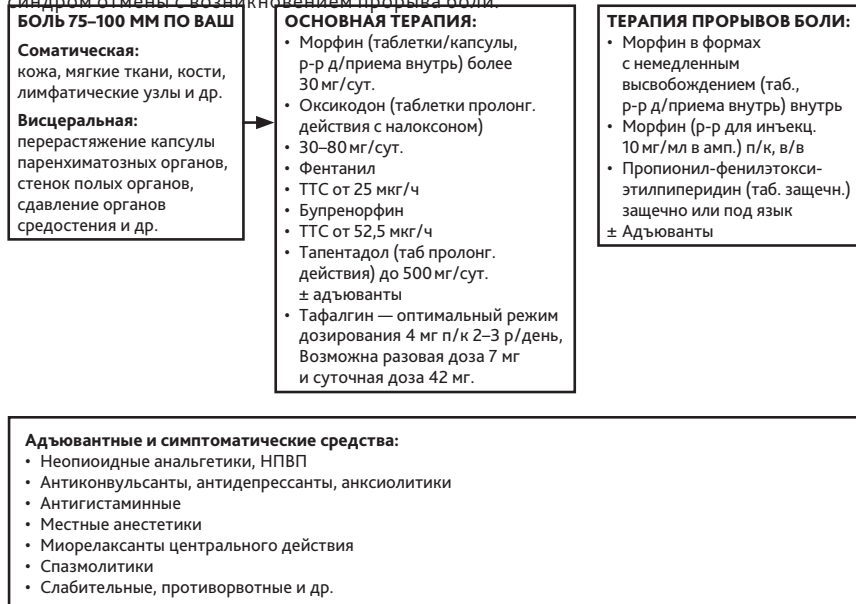 синдром отмены с возникновением прорыва боли.
БОЛЬ 75–100 ММ ПО ВАШ
Соматическая:
кожа, мягкие ткани, кости,
лимфатические узлы и др.
Висцеральная:
перерастяжение капсулы
паренхиматозных органов,
стенок полых органов,
сдавление органов
средостения и др.
ОСНОВНАЯ ТЕРАПИЯ:
• Морфин (таблетки/капсулы,
р-р д/приема внутрь) более
30 мг/сут.
• Оксикодон (таблетки пролонг.
действия с налоксоном)
• 30–80 мг/сут.
• Фентанил
• ТТС от 25 мкг/ч
• Бупренорфин
• ТТС от 52,5 мкг/ч
• Тапентадол (таб пролонг.
действия) до 500 мг/сут.
± адъюванты
• Тафалгин — оптимальный режим
дозирования 4 мг п/к 2–3 р/день,
Возможна разовая доза 7 мг
и суточная доза 42 мг.
ТЕРАПИЯ ПРОРЫВОВ БОЛИ:
• Морфин в формах
с немедленным
высвобождением (таб.,
р-р д/приема внутрь) внутрь
• Морфин (р-р для инъекц.
10 мг/мл в амп.) п/к, в/в
• Пропионил-фенилэтокси-
этилпиперидин (таб. защечн.)
защечно или под язык
± Адъюванты
Адъювантные и симптоматические средства:
• Неопиоидные анальгетики, НПВП
• Антиконвульсанты, антидепрессанты, анксиолитики
• Антигистаминные
• Местные анестетики
• Миорелаксанты центрального действия
• Спазмолитики
• Слабительные, противорвотные и др.